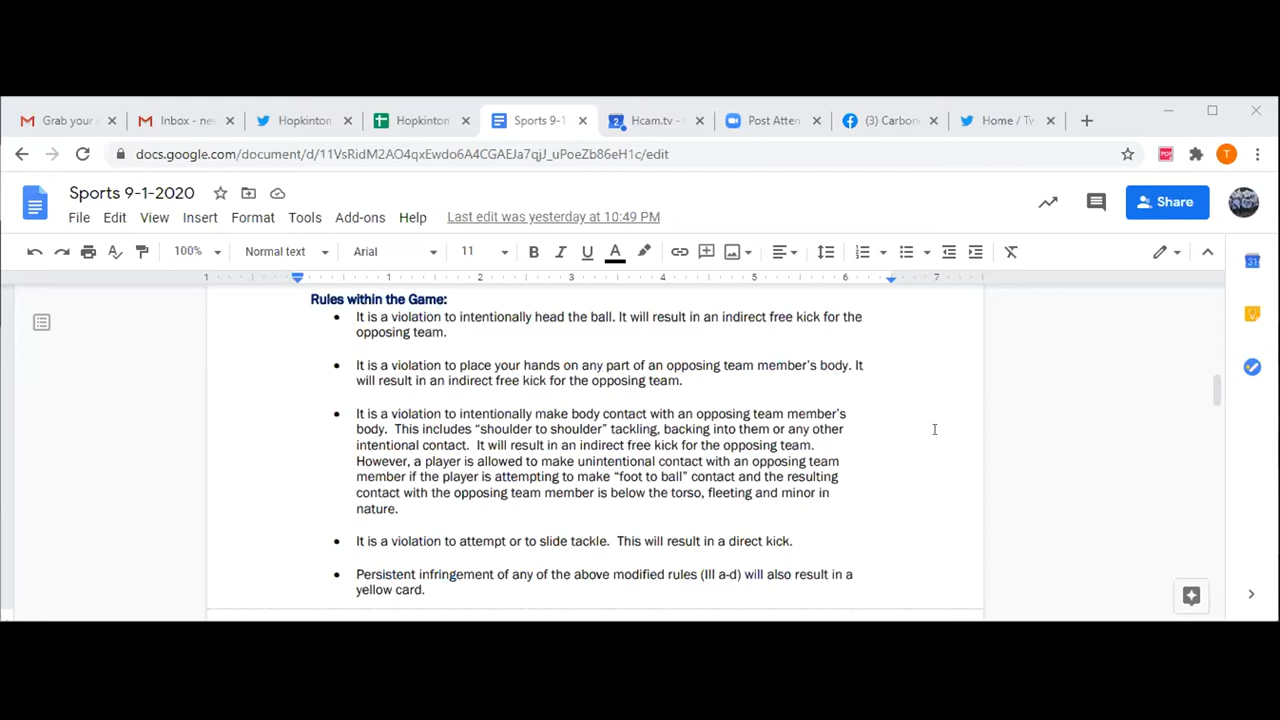 Grab your
Inbox - ne
Hopkinton
Hopkinton
Sports 9-1-
Hcam.tv -
Post Atten
(3) Carbon
Home / Tw
docs.google.com/document/d/11VsRidM2AO4qxEwdo6A4CGAEJa7qjJ_uPoeZb86eH1c/edit
T
Sports 9-1-2020
File Edit View Insert Format Tools Add-ons Help Last edit was yesterday at 10:49 PM
Share
100% Normal text Arial 11 B I U A
1 1 2 3 4 5 6 7
31
Rules within the Game:
• It is a violation to intentionally head the ball. It will result in an indirect free kick for the
opposing team.
• It is a violation to place your hands on any part of an opposing team member’s body. It
will result in an indirect free kick for the opposing team.
• It is a violation to intentionally make body contact with an opposing team member’s
body. This includes “shoulder to shoulder” tackling, backing into them or any other
intentional contact. It will result in an indirect free kick for the opposing team.
However, a player is allowed to make unintentional contact with an opposing team
member if the player is attempting to make “foot to ball” contact and the resulting
contact with the opposing team member is below the torso, fleeting and minor in
nature.
• It is a violation to attempt or to slide tackle. This will result in a direct kick.
• Persistent infringement of any of the above modified rules (III a-d) will also result in a
yellow card.